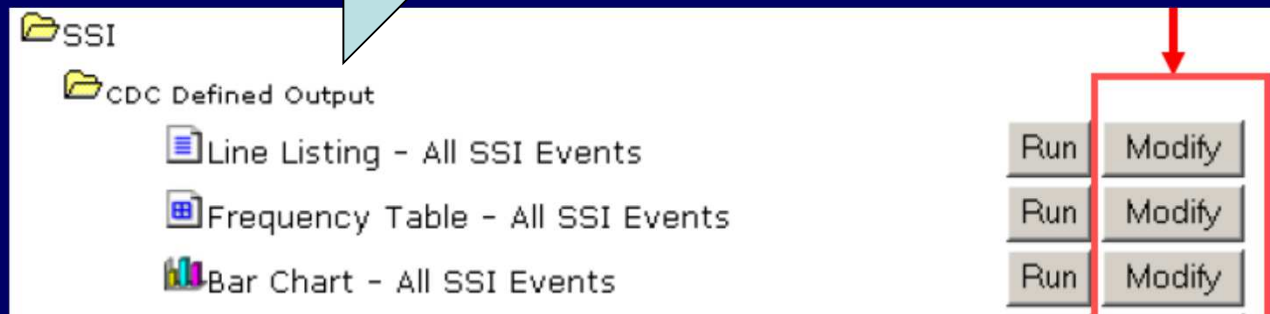 SSI
CDC Defined Output
Line Listing - All SSI Events Run Modify
Frequency Table - All SSI Events Run Modify
Bar Chart - All SSI Events Run Modify